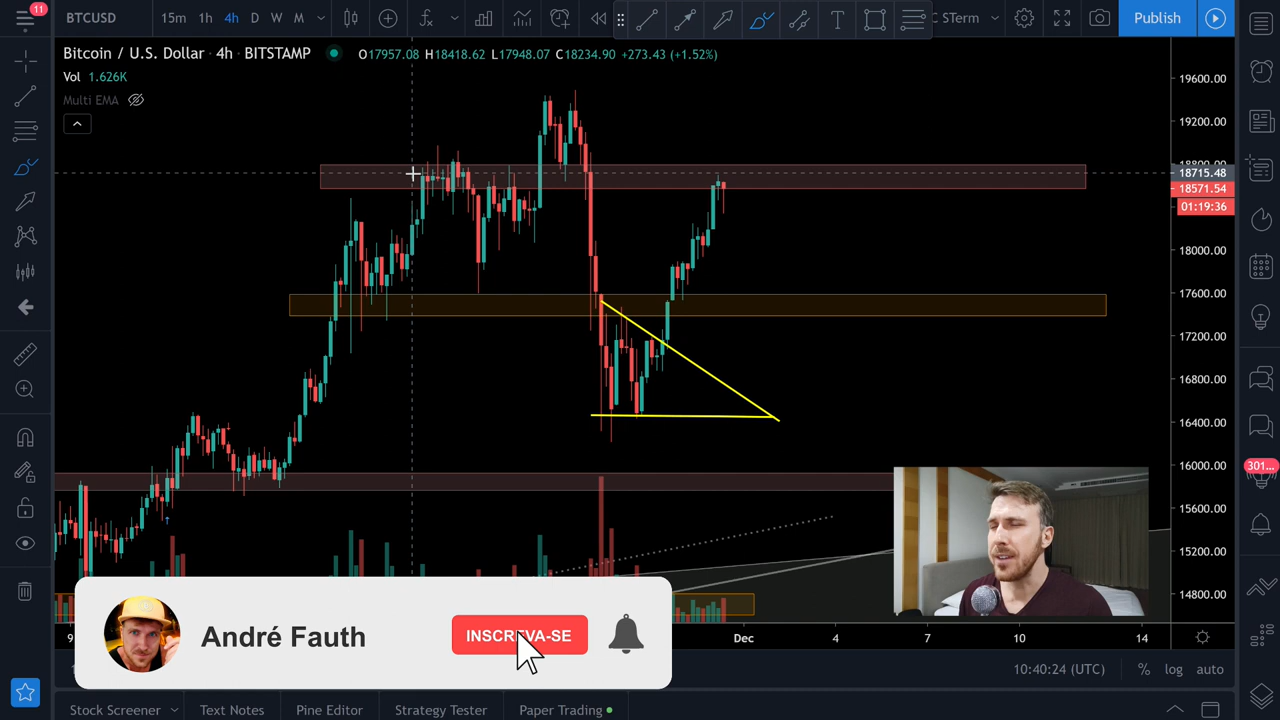 11
BTCUSD
15m 1h 4h D W M
C STerm
Publish
Bitcoin / U.S. Dollar · 4h · BITSTAMP
O17957.08 H18418.62 L17948.07 C18234.90 +273.43 (+1.52%)
Vol 1.626K
Multi EMA
19600.00
19200.00
18800.00
18715.48
18571.54
01:19:36
18000.00
17600.00
17200.00
16800.00
16400.00
16000.00
15600.00
15200.00
14800.00
301...
André Fauth
INSCREVA-SE
9
Dec 4 7 10 14
10:40:24 (UTC) % log auto
Stock Screener Text Notes Pine Editor Strategy Tester Paper Trading